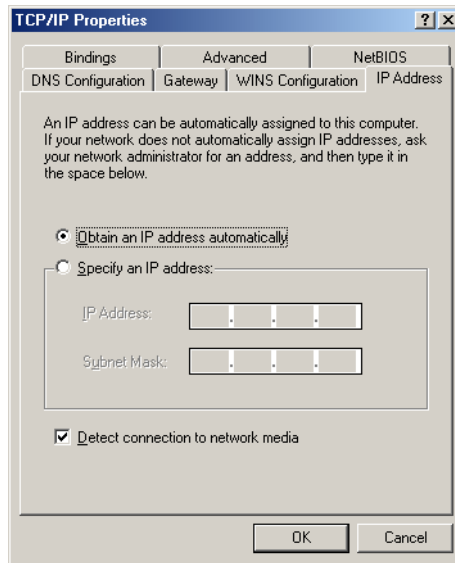 TCP/IP Properties
Bindings Advanced NetBIOS
DNS Configuration Gateway WINS Configuration IP Address
An IP address can be automatically assigned to this computer.
If your network does not automatically assign IP addresses, ask
your network administrator for an address, and then type it in
the space below.
Obtain an IP address automatically
Specify an IP address:
IP Address: . . .
Subnet Mask: . . .
Detect connection to network media
OK Cancel